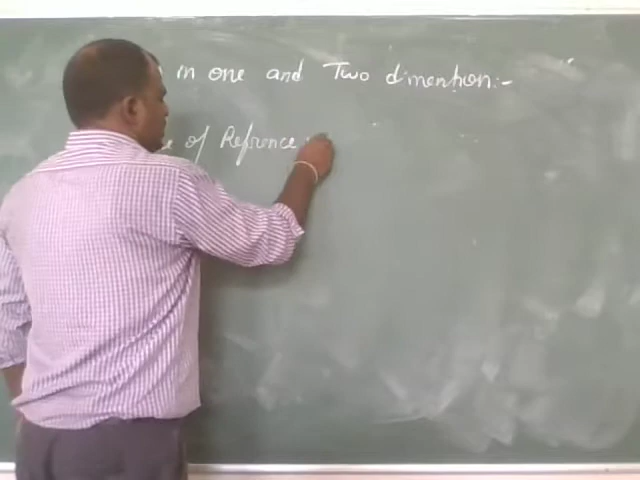 in one and Two dimention:-
of Refrence :